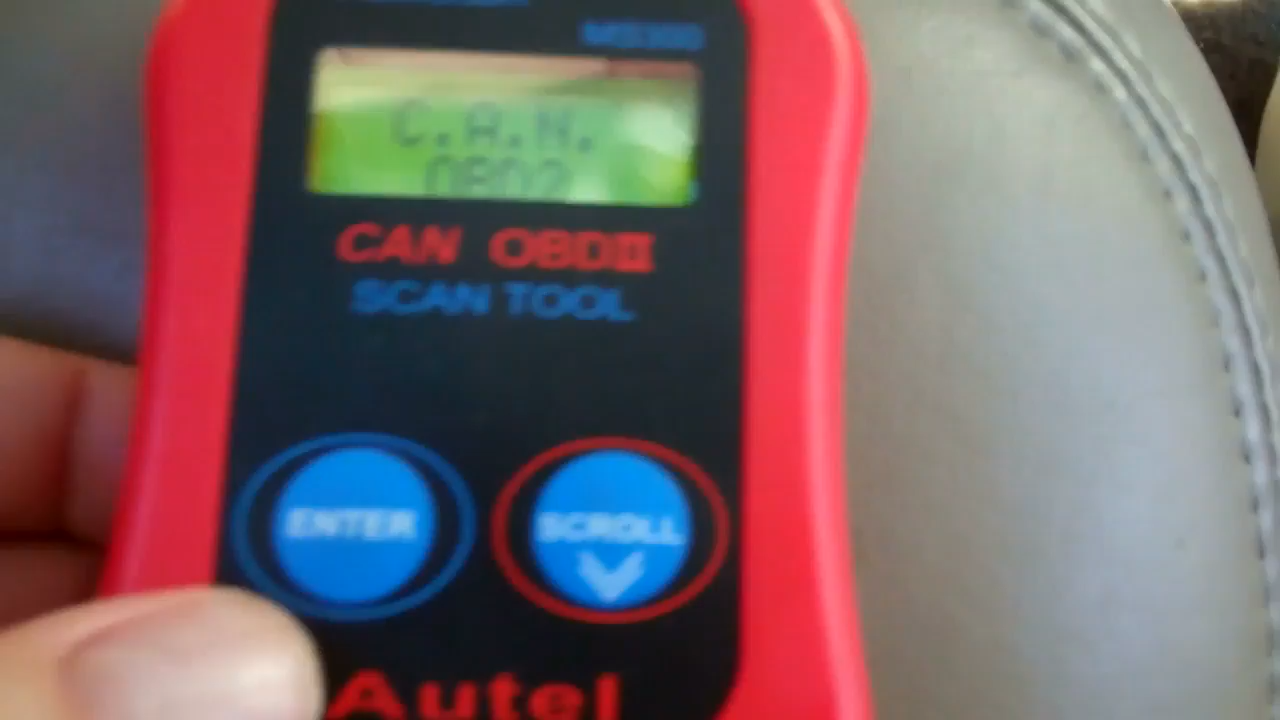 MS300
C.A.N.
OBD2
CAN OBDII
SCAN TOOL
ENTER
SCROLL
Autel